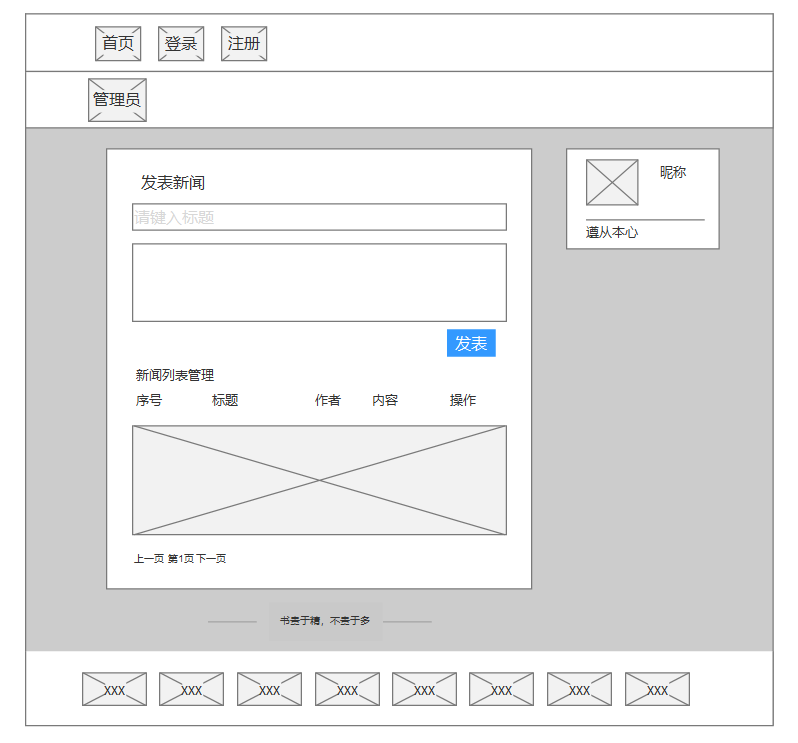 首页 登录 注册
管理员
发表新闻
昵称
请键入标题
遵从本心
发表
新闻列表管理
序号 标题 作者 内容 操作
上一页 第1页 下一页
书贵于精，不贵于多
XXX XXX XXX XXX XXX XXX XXX XXX